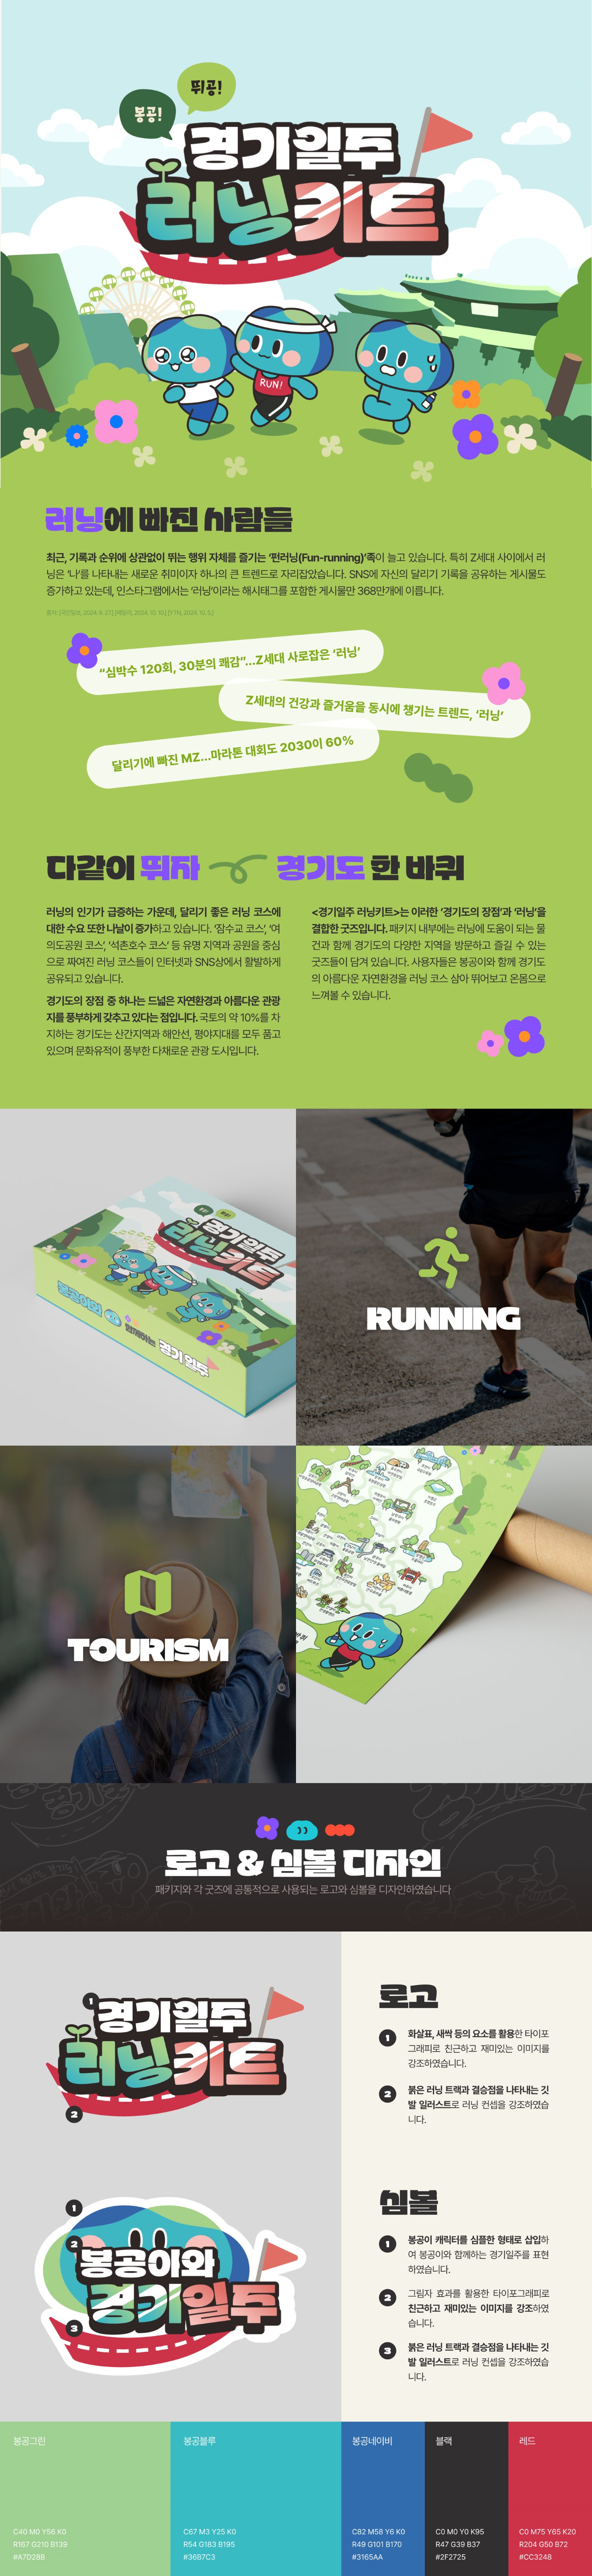 봉공!
뛰공!
경기일주
러닝키트
RUN!
러닝에 빠진 사람들
최근, 기록과 순위에 상관없이 뛰는 행위 자체를 즐기는 ‘펀러닝(Fun-running)’족이 늘고 있습니다. 특히 Z세대 사이에서 러
닝은 ‘나’를 나타내는 새로운 취미이자 하나의 큰 트렌드로 자리잡았습니다. SNS에 자신의 달리기 기록을 공유하는 게시물도
증가하고 있는데, 인스타그램에서는 ‘러닝’이라는 해시태그를 포함한 게시물만 368만개에 이릅니다.
“심박수 120회, 30분의 쾌감”...Z세대 사로잡은 ‘러닝’
Z세대의 건강과 즐거움을 동시에 챙기는 트렌드, ‘러닝’
달리기에 빠진 MZ...마라톤 대회도 2030이 60%
다같이 뛰자 경기도 한 바퀴
러닝의 인기가 급증하는 가운데, 달리기 좋은 러닝 코스에
대한 수요 또한 나날이 증가하고 있습니다. ‘잠수교 코스’, ‘여
의도공원 코스’, ‘석촌호수 코스’ 등 유명 지역과 공원을 중심
으로 짜여진 러닝 코스들이 인터넷과 SNS상에서 활발하게
공유되고 있습니다.
경기도의 장점 중 하나는 드넓은 자연환경과 아름다운 관광
지를 풍부하게 갖추고 있다는 점입니다. 국토의 약 10%를 차
지하는 경기도는 산간지역과 해안선, 평야지대를 모두 품고
있으며 문화유적이 풍부한 다채로운 관광 도시입니다.
<경기일주 러닝키트>는 이러한 ‘경기도의 장점’과 ‘러닝’을
결합한 굿즈입니다. 패키지 내부에는 러닝에 도움이 되는 물
건과 함께 경기도의 다양한 지역을 방문하고 즐길 수 있는
굿즈들이 담겨 있습니다. 사용자들은 봉공이와 함께 경기도
의 아름다운 자연환경을 러닝 코스 삼아 뛰어보고 온몸으로
느껴볼 수 있습니다.
경기일주
러닝키트
봉공이와 함께하는 경기일주
RUNNING
TOURISM
로고 & 심볼 디자인
패키지와 각 굿즈에 공통적으로 사용되는 로고와 심볼을 디자인하였습니다
1
경기일주
러닝키트
2
로고
1 화살표, 새싹 등의 요소를 활용한 타이포
그래피로 친근하고 재미있는 이미지를
강조하였습니다.
2 붉은 러닝 트랙과 결승점을 나타내는 깃
발 일러스트로 러닝 컨셉을 강조하였습
니다.
1
2
봉공이와
경기일주
3
심볼
1 봉공이 캐릭터를 심플한 형태로 삽입하
여 봉공이와 함께하는 경기일주를 표현
하였습니다.
2 그림자 효과를 활용한 타이포그래피로
친근하고 재미있는 이미지를 강조하였
습니다.
3 붉은 러닝 트랙과 결승점을 나타내는 깃
발 일러스트로 러닝 컨셉을 강조하였습
니다.
봉공그린
C40 M0 Y56 K0
R167 G210 B139
#A7D28B
봉공블루
C67 M3 Y25 K0
R54 G183 B195
#36B7C3
봉공네이비
C82 M58 Y6 K0
R49 G101 B170
#3165AA
블랙
C0 M0 Y0 K95
R47 G39 B37
#2F2725
레드
C0 M75 Y65 K20
R204 G50 B72
#CC3248